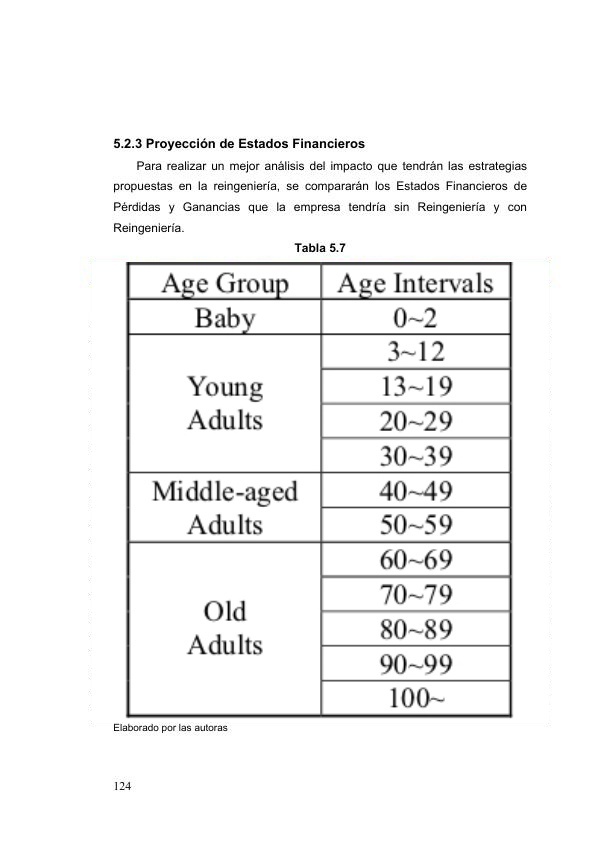 5.2.3 Proyección de Estados Financieros
Para realizar un mejor análisis del impacto que tendrán las estrategias
propuestas en la reingeniería, se compararán los Estados Financieros de
Pérdidas y Ganancias que la empresa tendría sin Reingeniería y con
Reingeniería.
Tabla 5.7
Age Group Age Intervals
Baby 0~2
Young
Adults
3~12
13~19
20~29
30~39
Middle-aged
Adults
40~49
50~59
Old
Adults
60~69
70~79
80~89
90~99
100~
Elaborado por las autoras
124